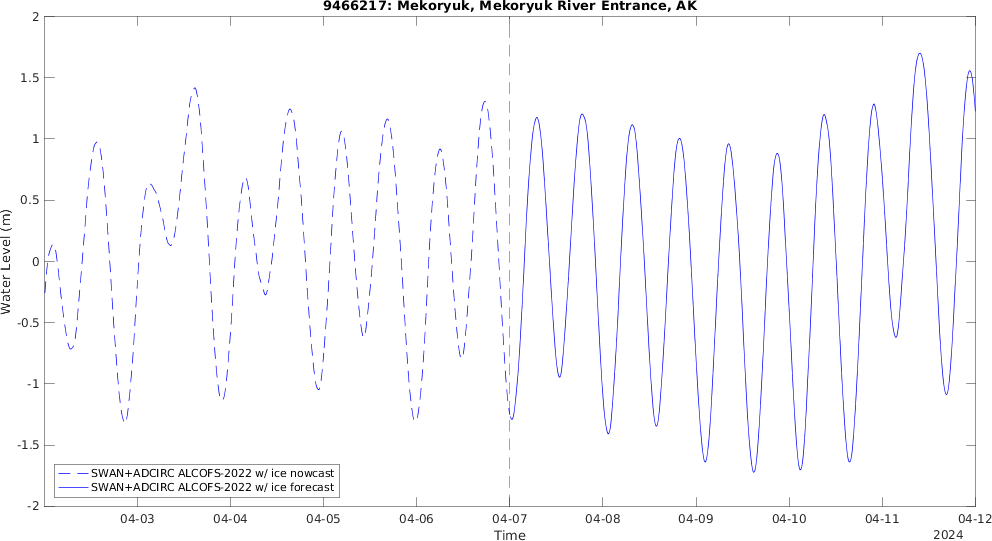 9466217: Mekoryuk, Mekoryuk River Entrance, AK
2
1.5
1
0.5
0
-0.5
-1
-1.5
-2
Water Level (m)
SWAN+ADCIRC ALCOFS-2022 w/ ice nowcast
SWAN+ADCIRC ALCOFS-2022 w/ ice forecast
04-03 04-04 04-05 04-06 04-07 04-08 04-09 04-10 04-11 04-12
Time
2024